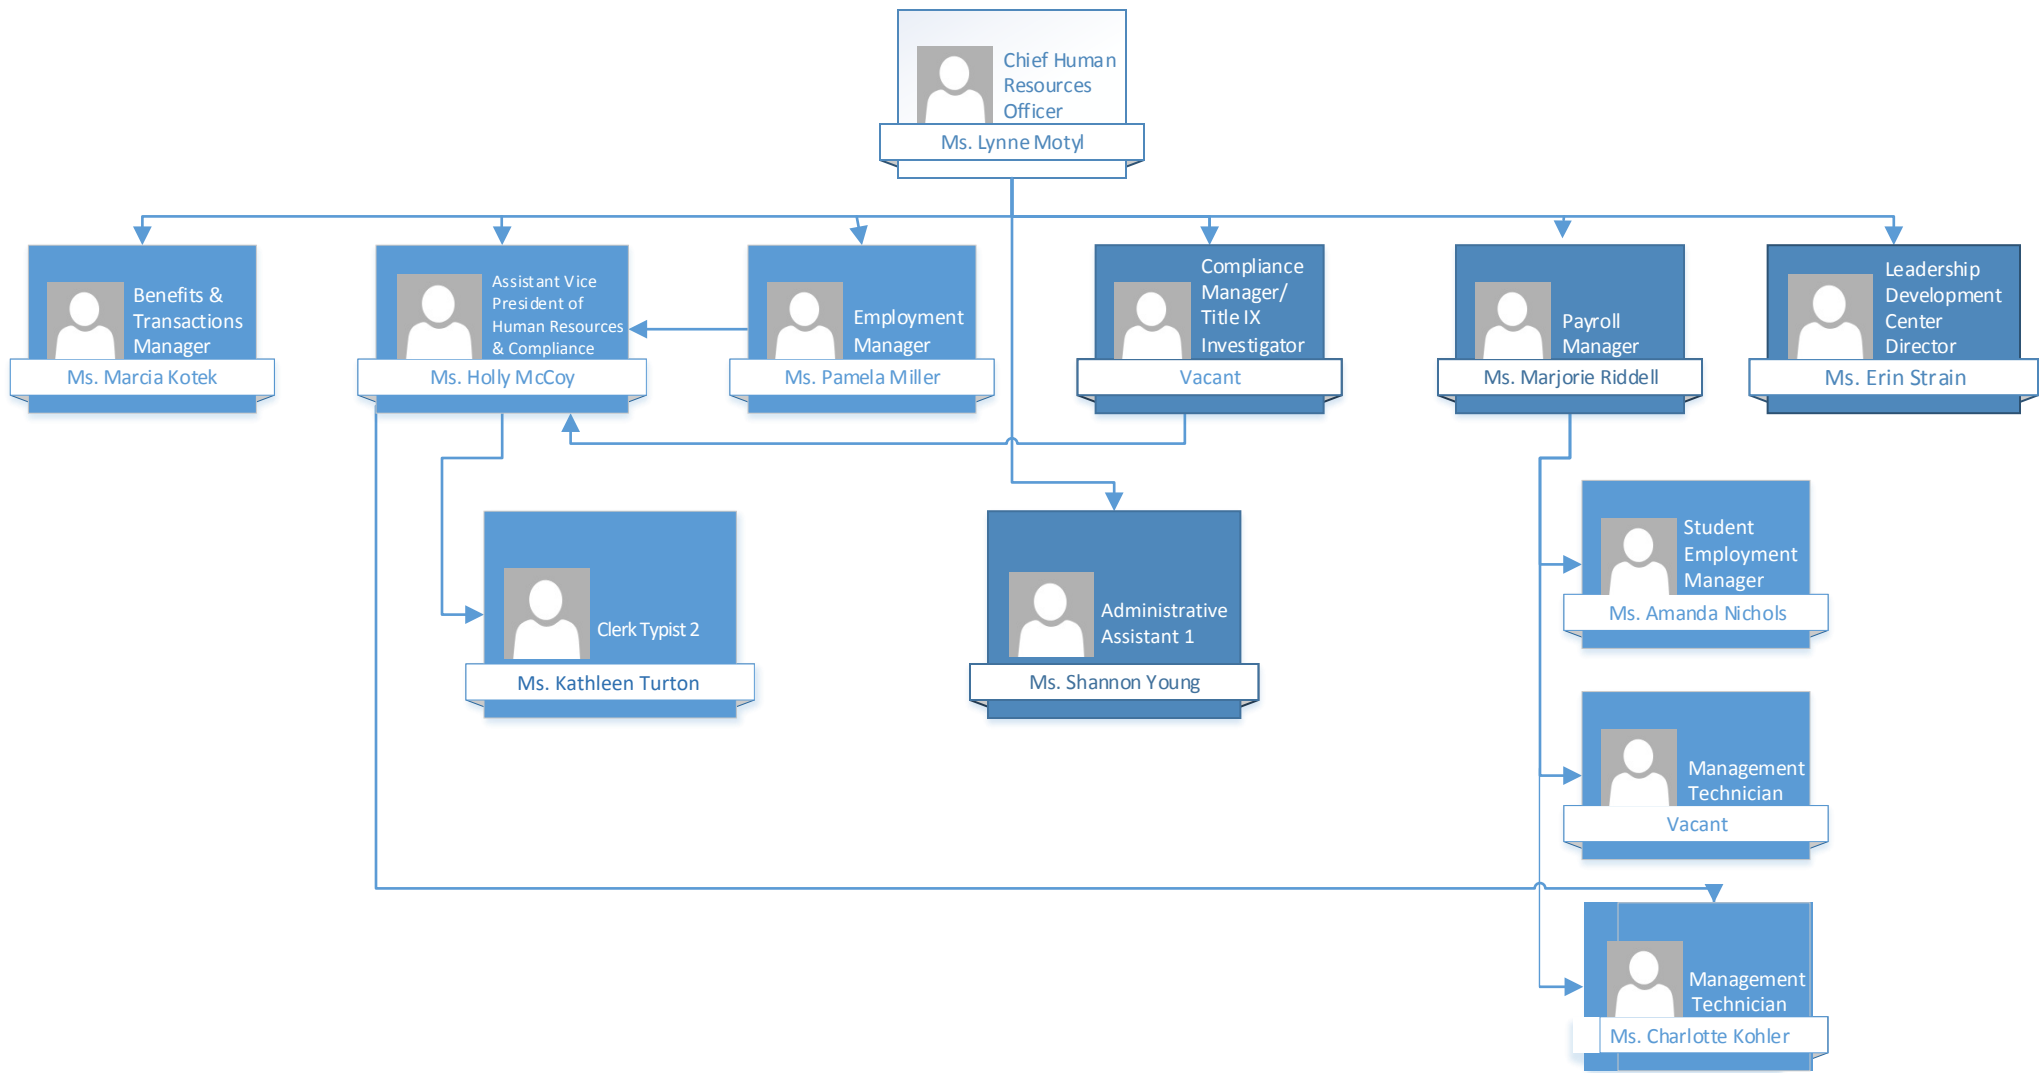 Chief Human
Resources
Officer
Ms. Lynne Motyl
Benefits &
Transactions
Manager
Ms. Marcia Kotek
Assistant Vice
President of
Human Resources
& Compliance
Ms. Holly McCoy
Employment
Manager
Ms. Pamela Miller
Compliance
Manager/
Title IX
Investigator
Vacant
Payroll
Manager
Ms. Marjorie Riddell
Leadership
Development
Center
Director
Ms. Erin Strain
Clerk Typist 2
Ms. Kathleen Turton
Administrative
Assistant 1
Ms. Shannon Young
Student
Employment
Manager
Ms. Amanda Nichols
Management
Technician
Vacant
Management
Technician
Ms. Charlotte Kohler